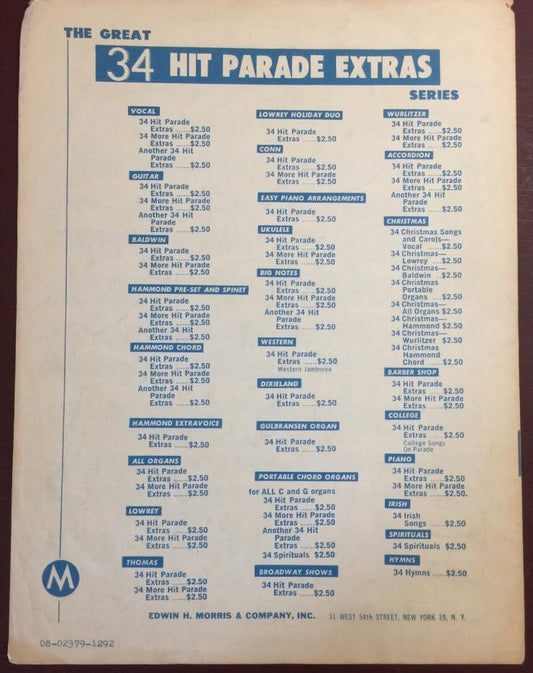 THE GREAT
34 HIT PARADE EXTRAS
SERIES
VOCAL
34 Hit Parade
Extras ......$2.50
34 More Hit Parade
Extras ......$2.50
Another 34 Hit
Parade
Extras ......$2.50
GUITAR
34 Hit Parade
Extras ......$2.50
34 More Hit Parade
Extras ......$2.50
Another 34 Hit
Parade
Extras ......$2.50
BALDWIN
34 Hit Parade
Extras ......$2.50
34 More Hit Parade
Extras ......$2.50
HAMMOND PRE-SET AND SPINET
34 Hit Parade
Extras ......$2.50
34 More Hit Parade
Extras ......$2.50
Another 34 Hit
Parade
Extras ......$2.50
HAMMOND CHORD
34 Hit Parade
Extras ......$2.50
34 More Hit Parade
Extras ......$2.50
Another 34 Hit
Parade
Extras ......$2.50
HAMMOND EXTRAVOICE
34 Hit Parade
Extras ......$2.50
ALL ORGANS
34 Hit Parade
Extras ......$2.50
34 More Hit Parade
Extras ......$2.50
LOWREY
34 Hit Parade
Extras ......$2.50
34 More Hit Parade
Extras ......$2.50
THOMAS
34 Hit Parade
Extras ......$2.50
34 More Hit Parade
Extras ......$2.50
LOWREY HOLIDAY DUO
34 Hit Parade
Extras ......$2.50
CONN
34 Hit Parade
Extras ......$2.50
EASY PIANO ARRANGEMENTS
34 Hit Parade
Extras ......$2.50
UKULELE
34 Hit Parade
Extras ......$2.50
34 More Hit Parade
Extras ......$2.50
BIG NOTES
34 Hit Parade
Extras ......$2.50
34 More Hit Parade
Extras ......$2.50
Another 34 Hit
Parade
Extras ......$2.50
WESTERN
34 Hit Parade
Extras ......$2.50
Western Jamboree
DIXIELAND
34 Hit Parade
Extras ......$2.50
GULBRANSEN ORGAN
34 Hit Parade
Extras ......$2.50
PORTABLE CHORD ORGANS
for ALL C and G organs
34 Hit Parade
Extras ......$2.50
34 More Hit Parade
Extras ......$2.50
Another 34 Hit
Parade
Extras ......$2.50
34 Spirituals $2.50
BROADWAY SHOWS
34 Hit Parade
Extras ......$2.50
WURLITZER
34 Hit Parade
Extras ......$2.50
34 More Hit Parade
Extras ......$2.50
ACCORDION
34 Hit Parade
Extras ......$2.50
34 More Hit Parade
Extras ......$2.50
Another 34 Hit
Parade
Extras ......$2.50
CHRISTMAS
34 Christmas Songs
and Carols—
Vocal ......$2.50
34 Christmas—
Lowrey ....$2.50
34 Christmas—
Baldwin ...$2.50
34 Christmas
Portable
Organs ....$2.50
34 Christmas—
All Organs $2.50
34 Christmas—
Hammond $2.50
34 Christmas—
Wurlitzer $2.50
34 Christmas
Hammond
Chord .....$2.50
BARBER SHOP
34 Hit Parade
Extras ......$2.50
34 More Hit Parade
Extras ......$2.50
COLLEGE
34 Hit Parade
Extras ......$2.50
College Songs
On Parade
PIANO
34 Hit Parade
Extras ......$2.50
34 More Hit Parade
Extras ......$2.50.
IRISH
34 Irish
Songs ......$2.50
SPIRITUALS
34 Spirituals $2.50
HYMNS
34 Hymns .....$2.50
M
EDWIN H. MORRIS & COMPANY, INC. 31 WEST 54th STREET, NEW YORK 19, N. Y.
08-02379-1292